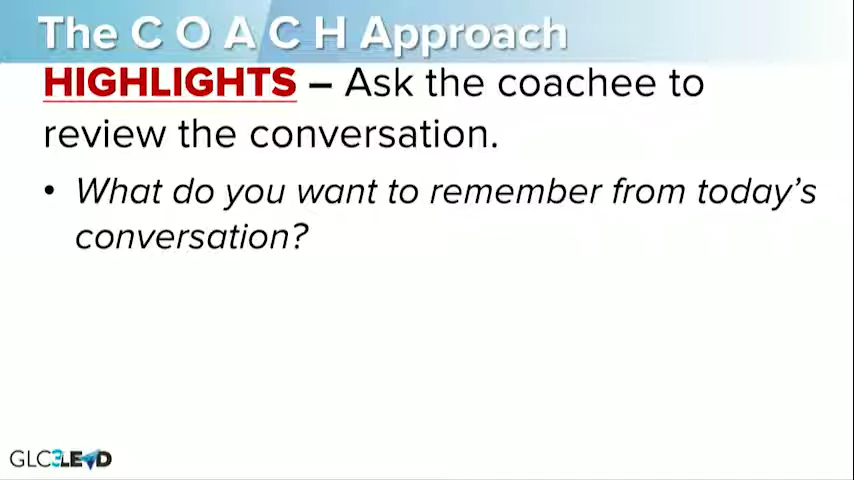 The C O A C H Approach
HIGHLIGHTS – Ask the coachee to
review the conversation.
• What do you want to remember from today's
conversation?
GLC3LEAD